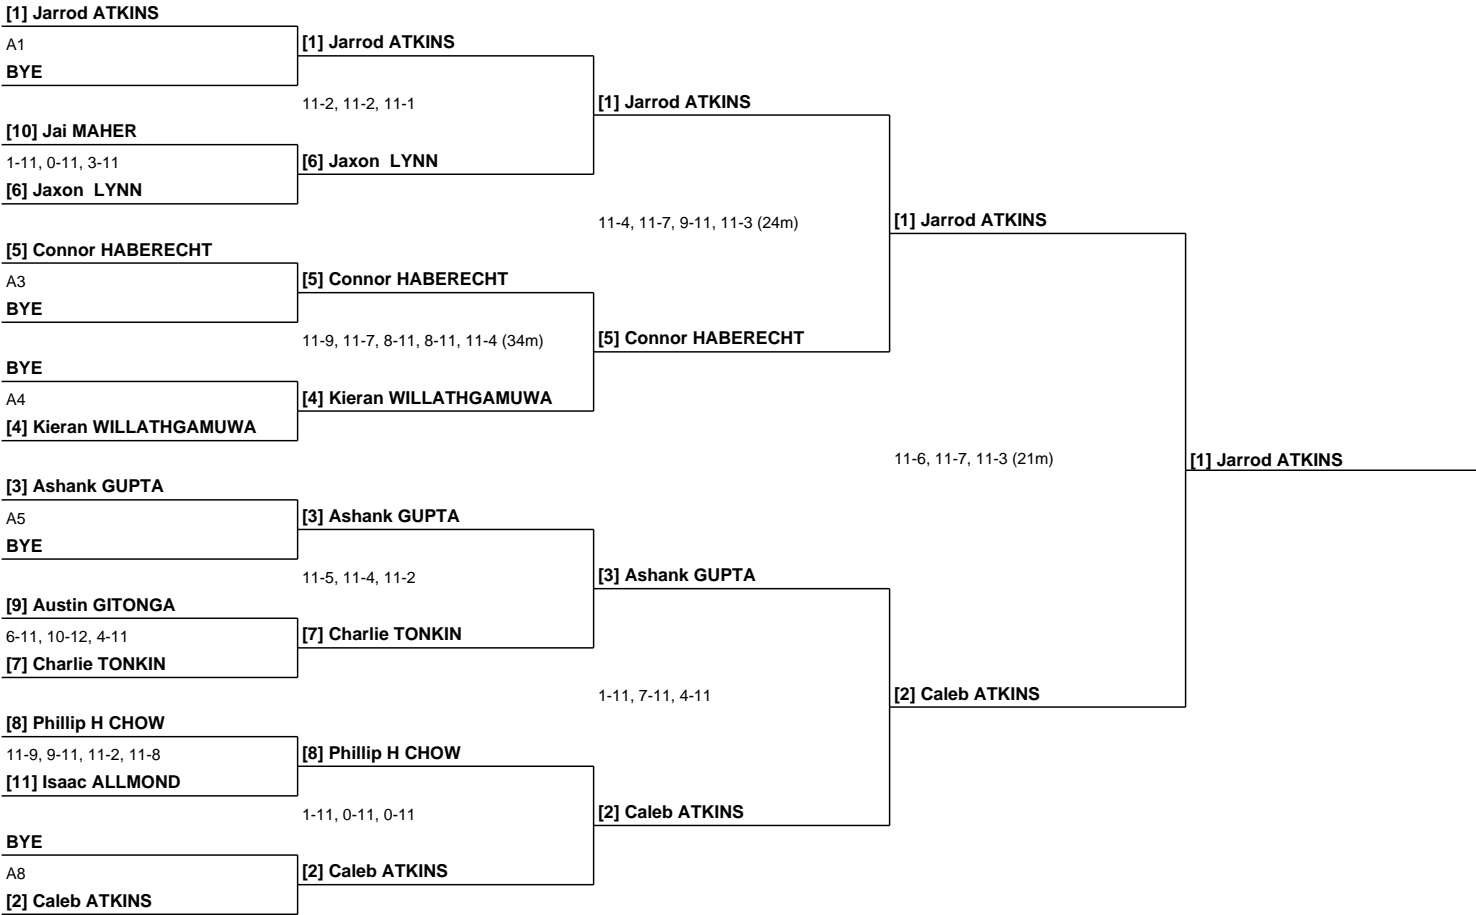 [1] Jarrod ATKINS
A1
BYE
[10] Jai MAHER
1-11, 0-11, 3-11
[6] Jaxon  LYNN
[5] Connor HABERECHT
A3
BYE
BYE
A4
[4] Kieran WILLATHGAMUWA
[3] Ashank GUPTA
A5
BYE
[9] Austin GITONGA
6-11, 10-12, 4-11
[7] Charlie TONKIN
[8] Phillip H CHOW
11-9, 9-11, 11-2, 11-8
[11] Isaac ALLMOND
BYE
A8
[2] Caleb ATKINS
[1] Jarrod ATKINS
11-2, 11-2, 11-1
[6] Jaxon  LYNN
[5] Connor HABERECHT
11-9, 11-7, 8-11, 8-11, 11-4 (34m)
[4] Kieran WILLATHGAMUWA
[3] Ashank GUPTA
11-5, 11-4, 11-2
[7] Charlie TONKIN
[8] Phillip H CHOW
1-11, 0-11, 0-11
[2] Caleb ATKINS
[1] Jarrod ATKINS
11-4, 11-7, 9-11, 11-3 (24m)
[5] Connor HABERECHT
[3] Ashank GUPTA
1-11, 7-11, 4-11
[2] Caleb ATKINS
[1] Jarrod ATKINS
11-6, 11-7, 11-3 (21m)
[2] Caleb ATKINS
[1] Jarrod ATKINS